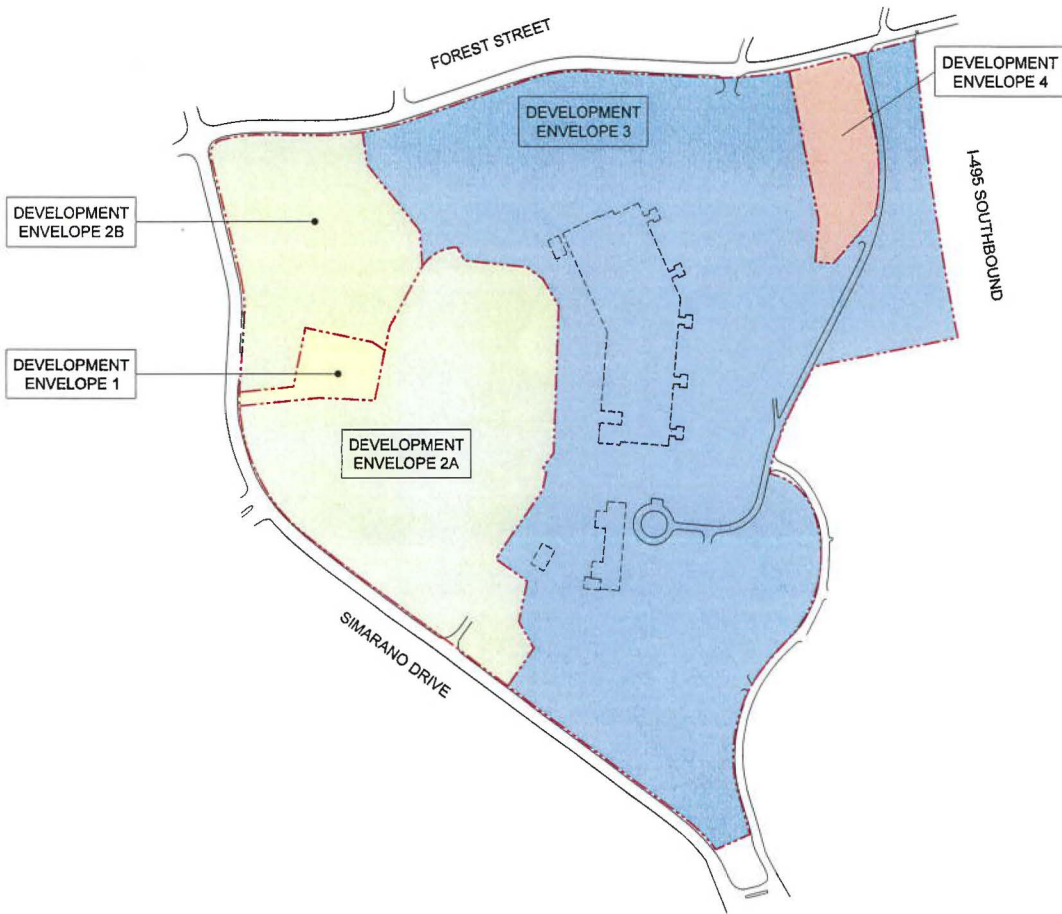 FOREST STREET
DEVELOPMENT
ENVELOPE 4
DEVELOPMENT
ENVELOPE 3
I-495 SOUTHBOUND
DEVELOPMENT
ENVELOPE 2B
DEVELOPMENT
ENVELOPE 1
DEVELOPMENT
ENVELOPE 2A
SIMARANO DRIVE